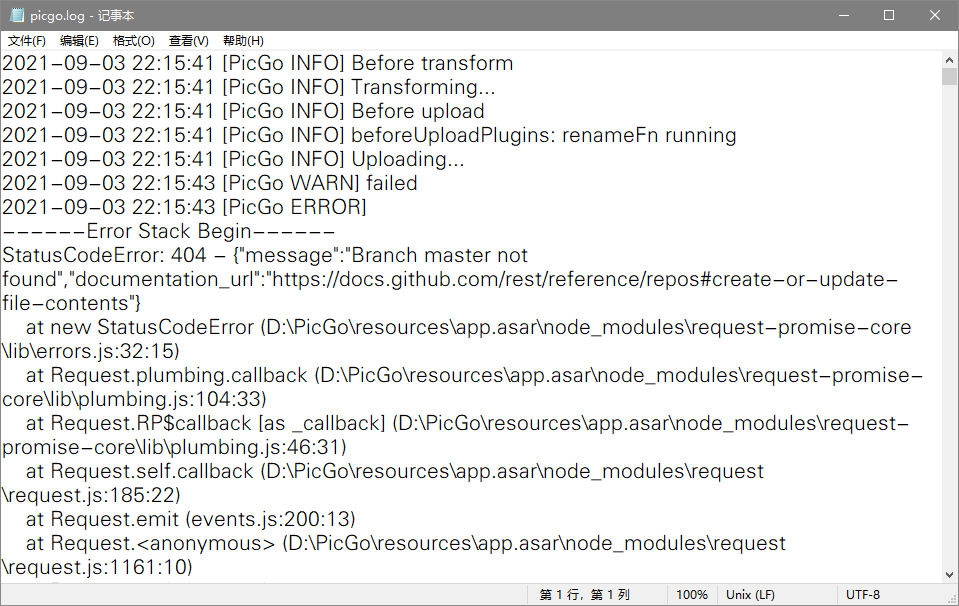 picgo.log - 记事本
文件(F) 编辑(E) 格式(O) 查看(V) 帮助(H)
2021-09-03 22:15:41 [PicGo INFO] Before transform
2021-09-03 22:15:41 [PicGo INFO] Transforming...
2021-09-03 22:15:41 [PicGo INFO] Before upload
2021-09-03 22:15:41 [PicGo INFO] beforeUploadPlugins: renameFn running
2021-09-03 22:15:41 [PicGo INFO] Uploading...
2021-09-03 22:15:43 [PicGo WARN] failed
2021-09-03 22:15:43 [PicGo ERROR]
------Error Stack Begin------
StatusCodeError: 404 - {"message":"Branch master not
found","documentation_url":"https://docs.github.com/rest/reference/repos#create-or-update-
file-contents"}
at new StatusCodeError (D:\PicGo\resources\app.asar\node_modules\request-promise-core
\lib\errors.js:32:15)
at Request.plumbing.callback (D:\PicGo\resources\app.asar\node_modules\request-promise-
core\lib\plumbing.js:104:33)
at Request.RP$callback [as _callback] (D:\PicGo\resources\app.asar\node_modules\request-
promise-core\lib\plumbing.js:46:31)
at Request.self.callback (D:\PicGo\resources\app.asar\node_modules\request
\request.js:185:22)
at Request.emit (events.js:200:13)
at Request.<anonymous> (D:\PicGo\resources\app.asar\node_modules\request
\request.js:1161:10)
第 1 行，第 1 列 100% Unix (LF) UTF-8